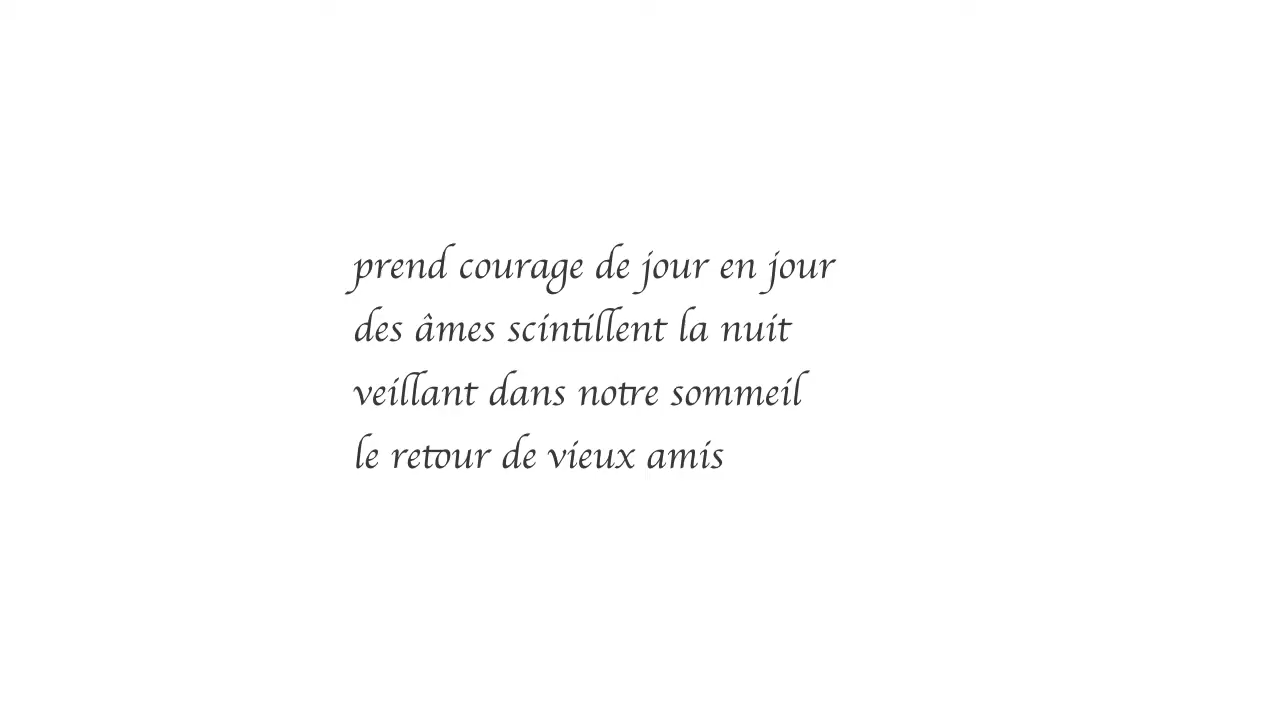 prend courage de jour en jour
des âmes scintillent la nuit
veillant dans notre sommeil
le retour de vieux amis